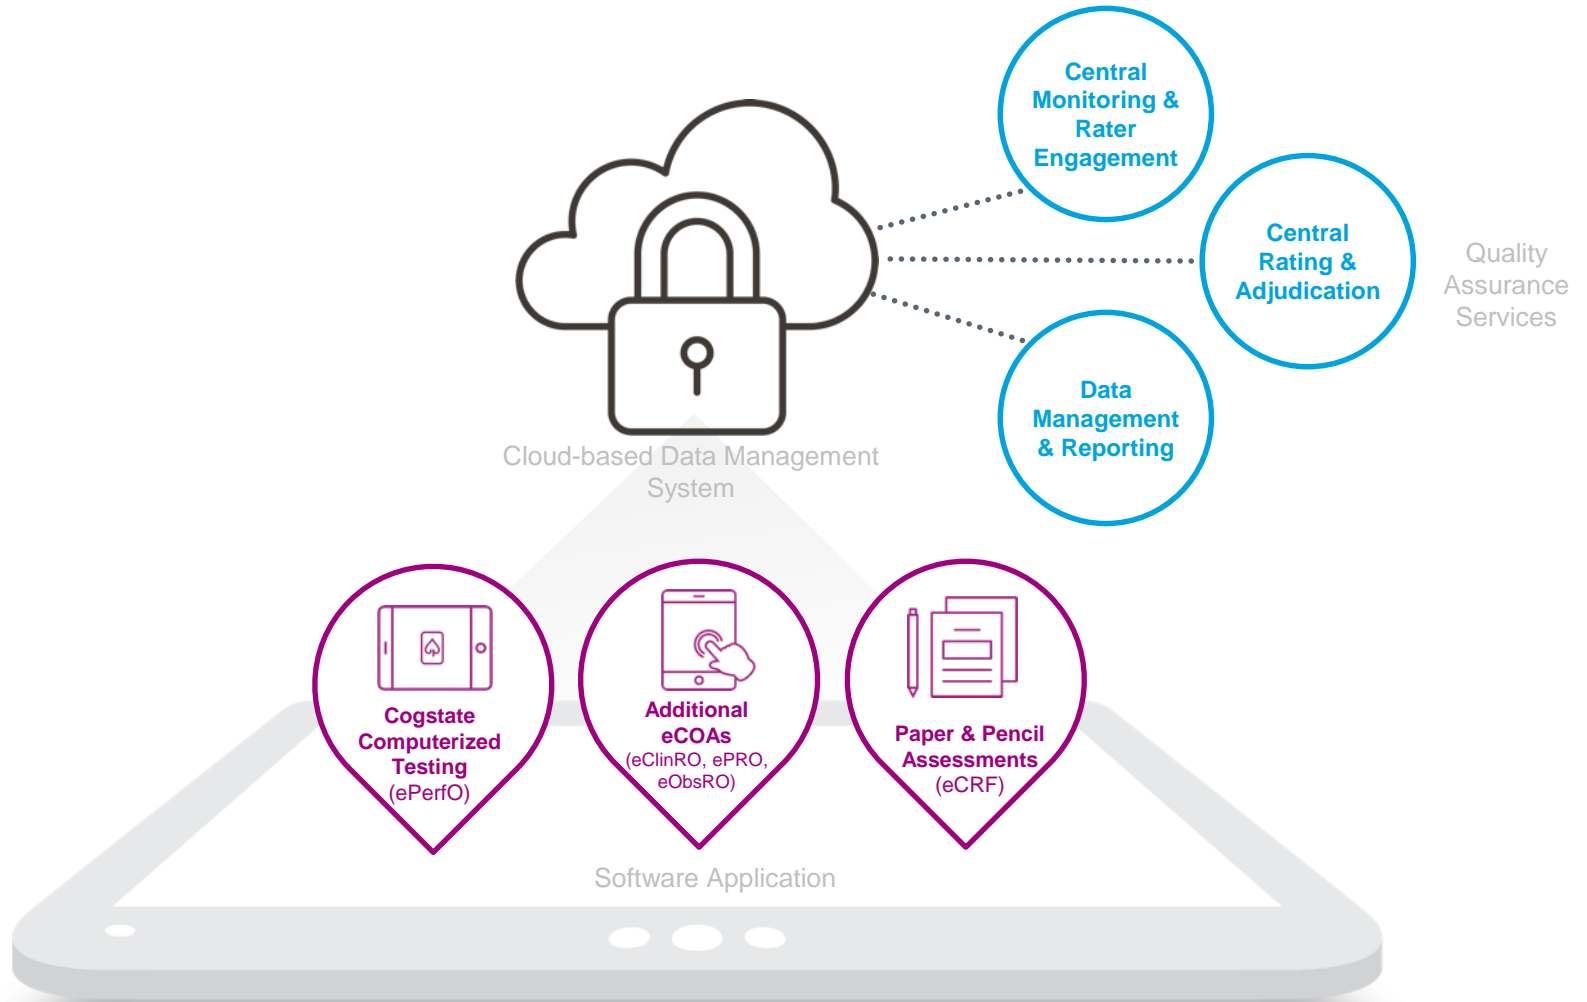 Central
Monitoring &
Rater
Engagement
Central
Rating &
Adjudication
Quality
Assurance
Services
Data
Management
& Reporting
Cloud-based Data Management
System
Cogstate
Computerized
Testing
(ePerfO)
Additional
eCOAs
(eClinRO, ePRO,
eObsRO)
Paper & Pencil
Assessments
(eCRF)
Software Application